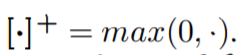 [·]⁺ = max(0, ·).